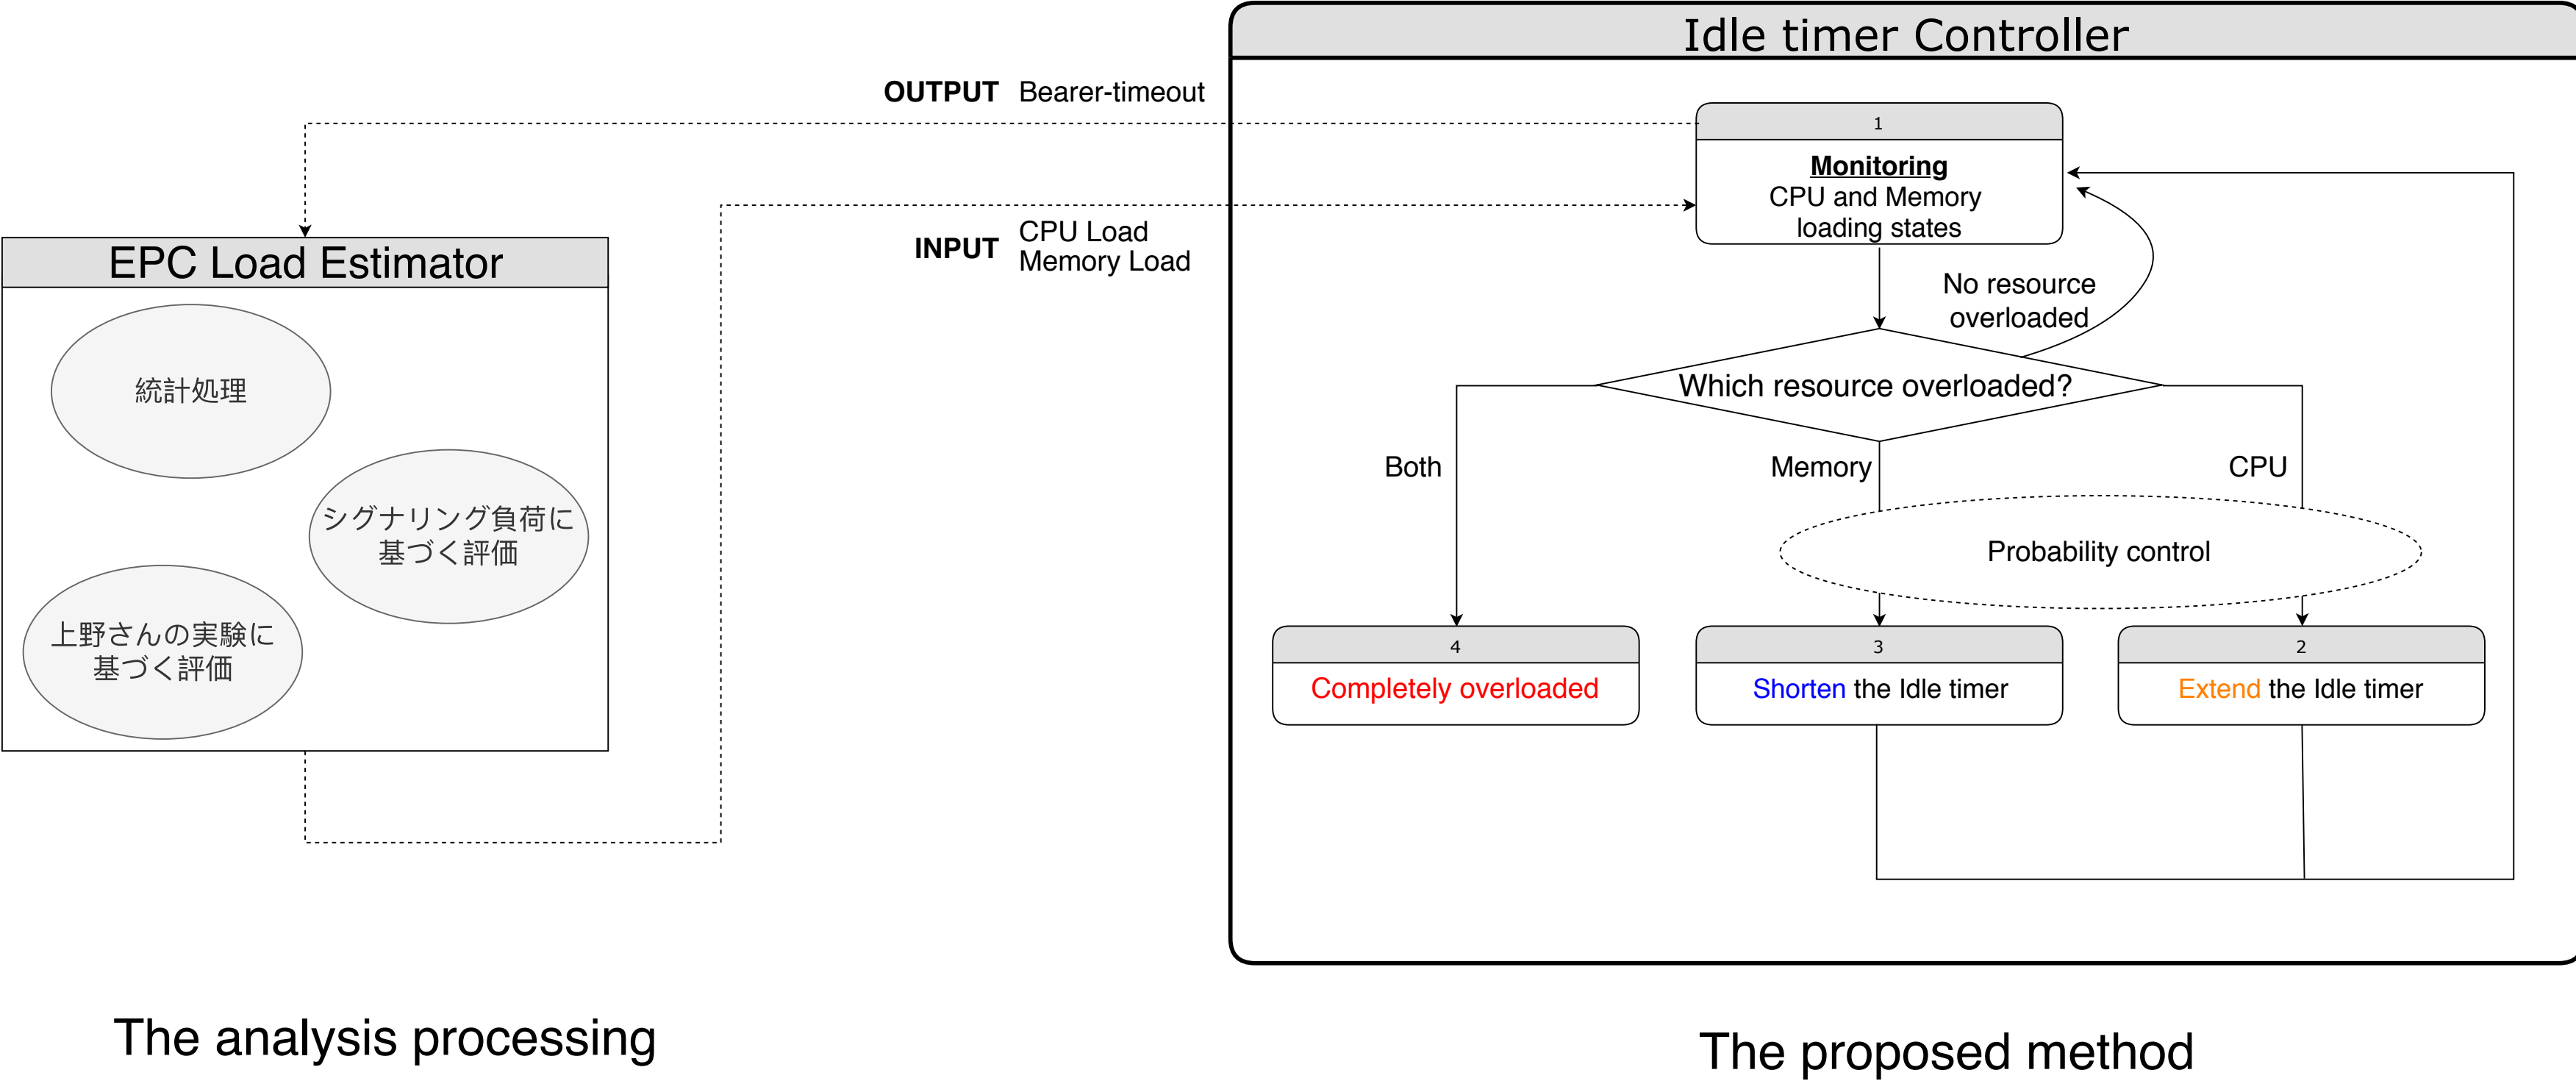 Idle timer Controller
OUTPUT Bearer-timeout
1
Monitoring
CPU and Memory
loading states
INPUT CPU Load
Memory Load
EPC Load Estimator
統計処理
シグナリング負荷に
基づく評価
上野さんの実験に
基づく評価
No resource
overloaded
Which resource overloaded?
Both
Memory
CPU
Probability control
4
Completely overloaded
3
Shorten the Idle timer
2
Extend the Idle timer
The analysis processing
The proposed method